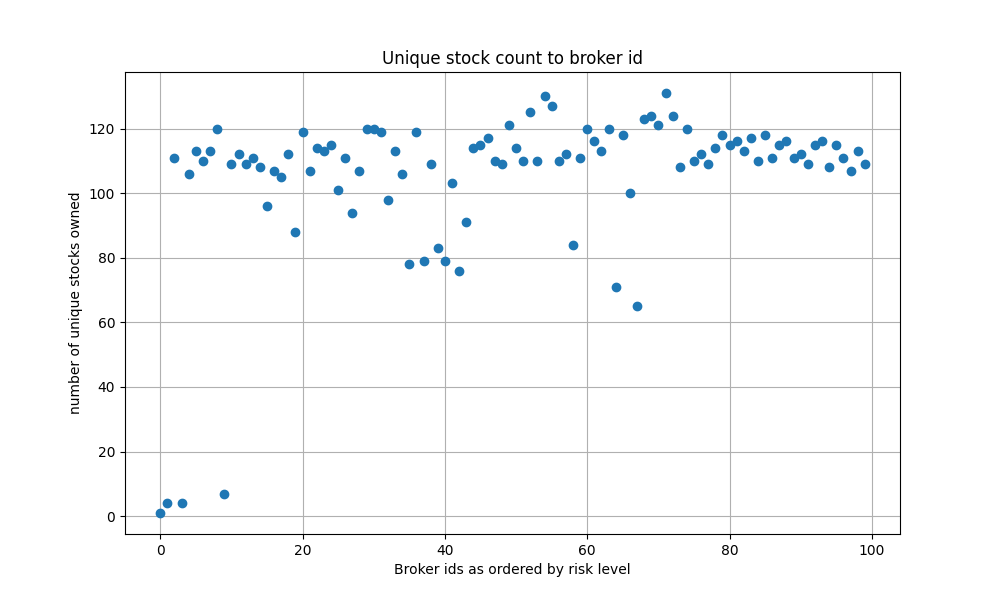 Unique stock count to broker id
number of unique stocks owned
120
100
80
60
40
20
0
0 20 40 60 80 100
Broker ids as ordered by risk level